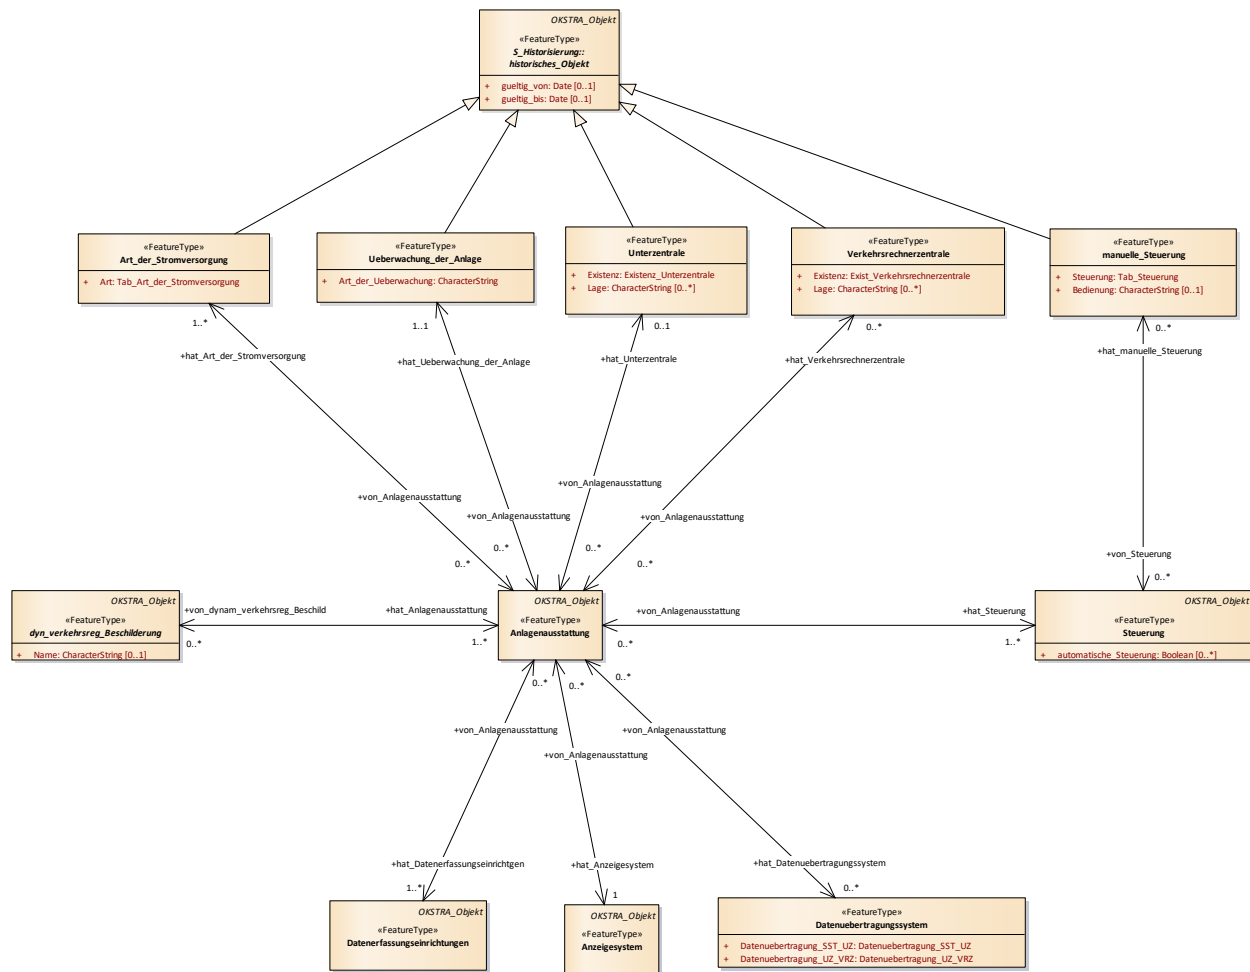 OKSTRA_Objekt
«FeatureType»
S_Historisierung::
historisches_Objekt
+ gueltig_von: Date [0..1]
+ gueltig_bis: Date [0..1]
«FeatureType»
Art_der_Stromversorgung
+ Art: Tab_Art_der_Stromversorgung
«FeatureType»
Ueberwachung_der_Anlage
+ Art_der_Ueberwachung: CharacterString
«FeatureType»
Unterzentrale
+ Existenz: Existenz_Unterzentrale
+ Lage: CharacterString [0..*]
«FeatureType»
Verkehrsrechnerzentrale
+ Existenz: Exist_Verkehrsrechnerzentrale
+ Lage: CharacterString [0..*]
«FeatureType»
manuelle_Steuerung
+ Steuerung: Tab_Steuerung
+ Bedienung: CharacterString [0..1]
1..*
1..1
0..1
0..*
0..*
+hat_Art_der_Stromversorgung
+hat_Ueberwachung_der_Anlage
+hat_Unterzentrale
+hat_Verkehrsrechnerzentrale
+hat_manuelle_Steuerung
+von_Anlagenausstattung
+von_Anlagenausstattung
+von_Anlagenausstattung
+von_Anlagenausstattung
+von_Steuerung
0..*
0..*
0..*
0..*
0..*
OKSTRA_Objekt
«FeatureType»
dyn_verkehrsreg_Beschilderung
+ Name: CharacterString [0..1]
+von_dynam_verkehrsreg_Beschild
0..*
+hat_Anlagenausstattung
1..*
OKSTRA_Objekt
«FeatureType»
Anlagenausstattung
+von_Anlagenausstattung
0..*
+hat_Steuerung
1..*
OKSTRA_Objekt
«FeatureType»
Steuerung
+ automatische_Steuerung: Boolean [0..*]
0..*
0..*
0..*
+von_Anlagenausstattung
+von_Anlagenausstattung
+von_Anlagenausstattung
+hat_Datenerfassungseinrichtgen
+hat_Anzeigesystem
+hat_Datenuebertragungssystem
1..*
1
0..*
OKSTRA_Objekt
«FeatureType»
Datenerfassungseinrichtungen
OKSTRA_Objekt
«FeatureType»
Anzeigesystem
«FeatureType»
Datenuebertragungssystem
+ Datenuebertragung_SST_UZ: Datenuebertragung_SST_UZ
+ Datenuebertragung_UZ_VRZ: Datenuebertragung_UZ_VRZ